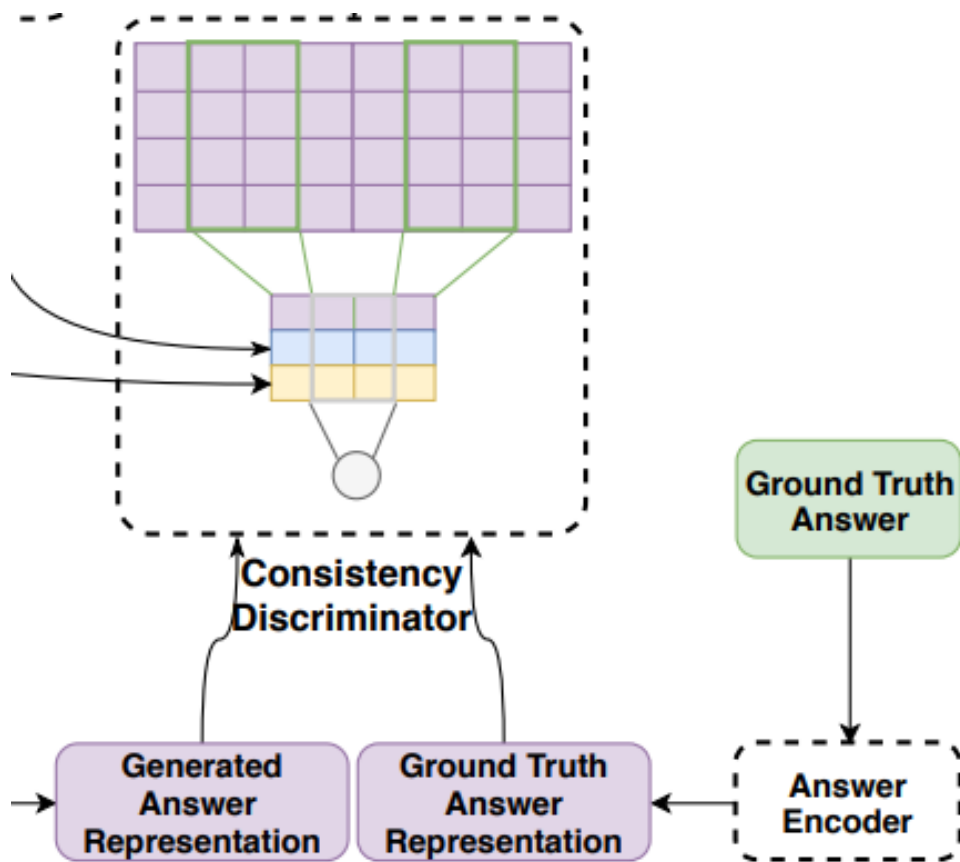 Consistency
Discriminator
Ground Truth
Answer
Generated
Answer
Representation
Ground Truth
Answer
Representation
Answer
Encoder